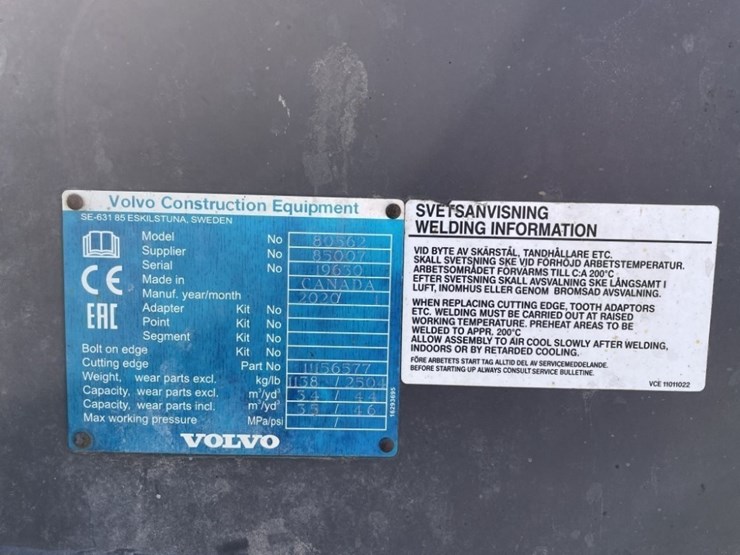 Volvo Construction Equipment
SE-631 85 ESKILSTUNA, SWEDEN
Model No 80562
Supplier No 85007
Serial No 19630
Made in CANADA
Manuf. year/month 2020/
Adapter Kit No
Point Kit No
Segment Kit No
Bolt on edge Kit No
Cutting edge Part No 11156577
Weight, wear parts excl. kg/lb 1138 / 250
Capacity, wear parts excl. m³/yd³ 3.4 / 4.4
Capacity, wear parts incl. m³/yd³ 3.5 / 4.6
Max working pressure MPa/psi /
CE
EAC
VOLVO
SVETSANVISNING
WELDING INFORMATION
VID BYTE AV SKÄRSTÅL, TANDHÅLLARE ETC.
SKALL SVETSNING SKE VID FÖRHÖJD ARBETSTEMPERATUR.
ARBETSOMRÅDET FÖRVÄRMS TILL C:A 200°C
EFTER SVETSNING SKALL AVSVALNING SKE LÅNGSAMT I
LUFT, INOMHUS ELLER GENOM BROMSAD AVSVALNING.
WHEN REPLACING CUTTING EDGE, TOOTH ADAPTORS
ETC. WELDING MUST BE CARRIED OUT AT RAISED
WORKING TEMPERATURE. PREHEAT AREAS TO BE
WELDED TO APPR. 200°C
ALLOW ASSEMBLY TO AIR COOL SLOWLY AFTER WELDING,
INDOORS OR BY RETARDED COOLING.
FÖRE ARBETETS START TAG ALLTID DEL AV SERVICEMEDDELANDE.
BEFORE STARTING UP ALWAYS CONSULT SERVICE BULLETINE.
VCE 11011022